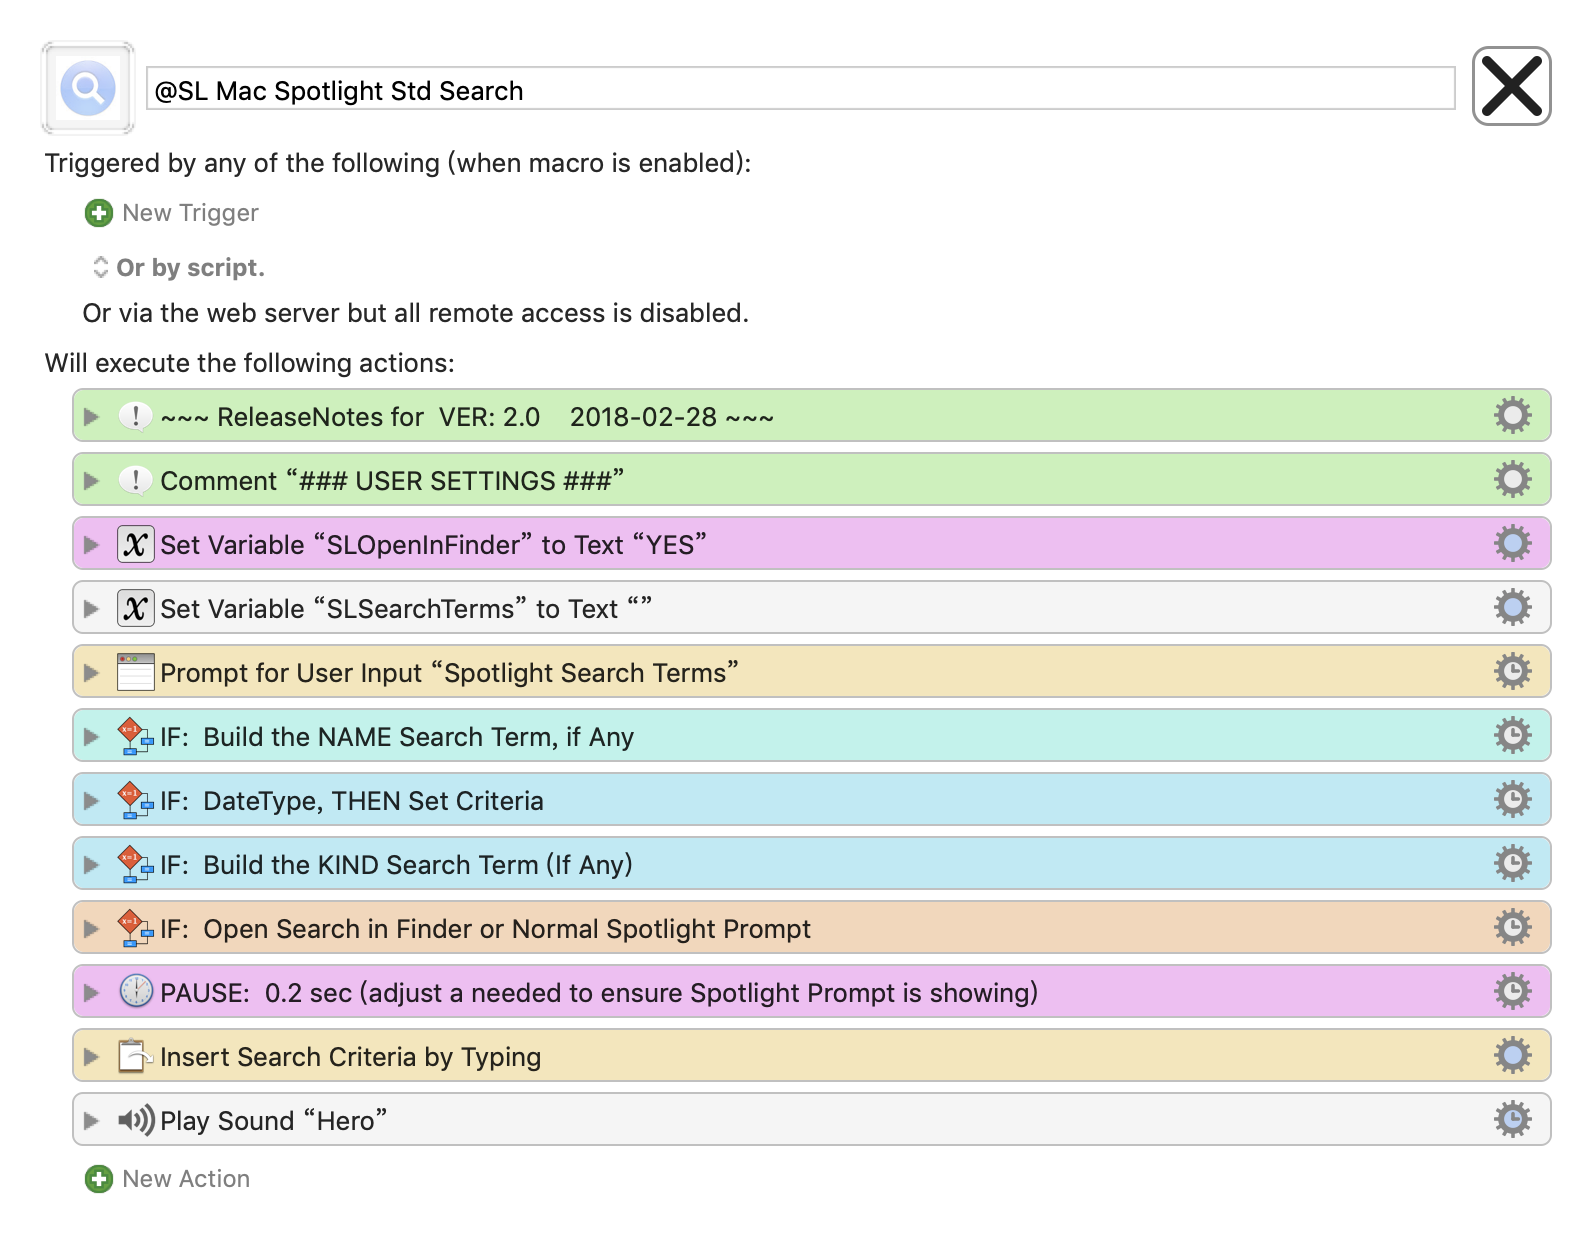 @SL Mac Spotlight Std Search
Triggered by any of the following (when macro is enabled):
New Trigger
Or by script.
Or via the web server but all remote access is disabled.
Will execute the following actions:
~~~ ReleaseNotes for  VER: 2.0    2018-02-28 ~~~
Comment “### USER SETTINGS ###”
Set Variable “SLOpenInFinder” to Text “YES”
Set Variable “SLSearchTerms” to Text “”
Prompt for User Input “Spotlight Search Terms”
IF:  Build the NAME Search Term, if Any
IF:  DateType, THEN Set Criteria
IF:  Build the KIND Search Term (If Any)
IF:  Open Search in Finder or Normal Spotlight Prompt
PAUSE:  0.2 sec (adjust a needed to ensure Spotlight Prompt is showing)
Insert Search Criteria by Typing
Play Sound “Hero”
New Action